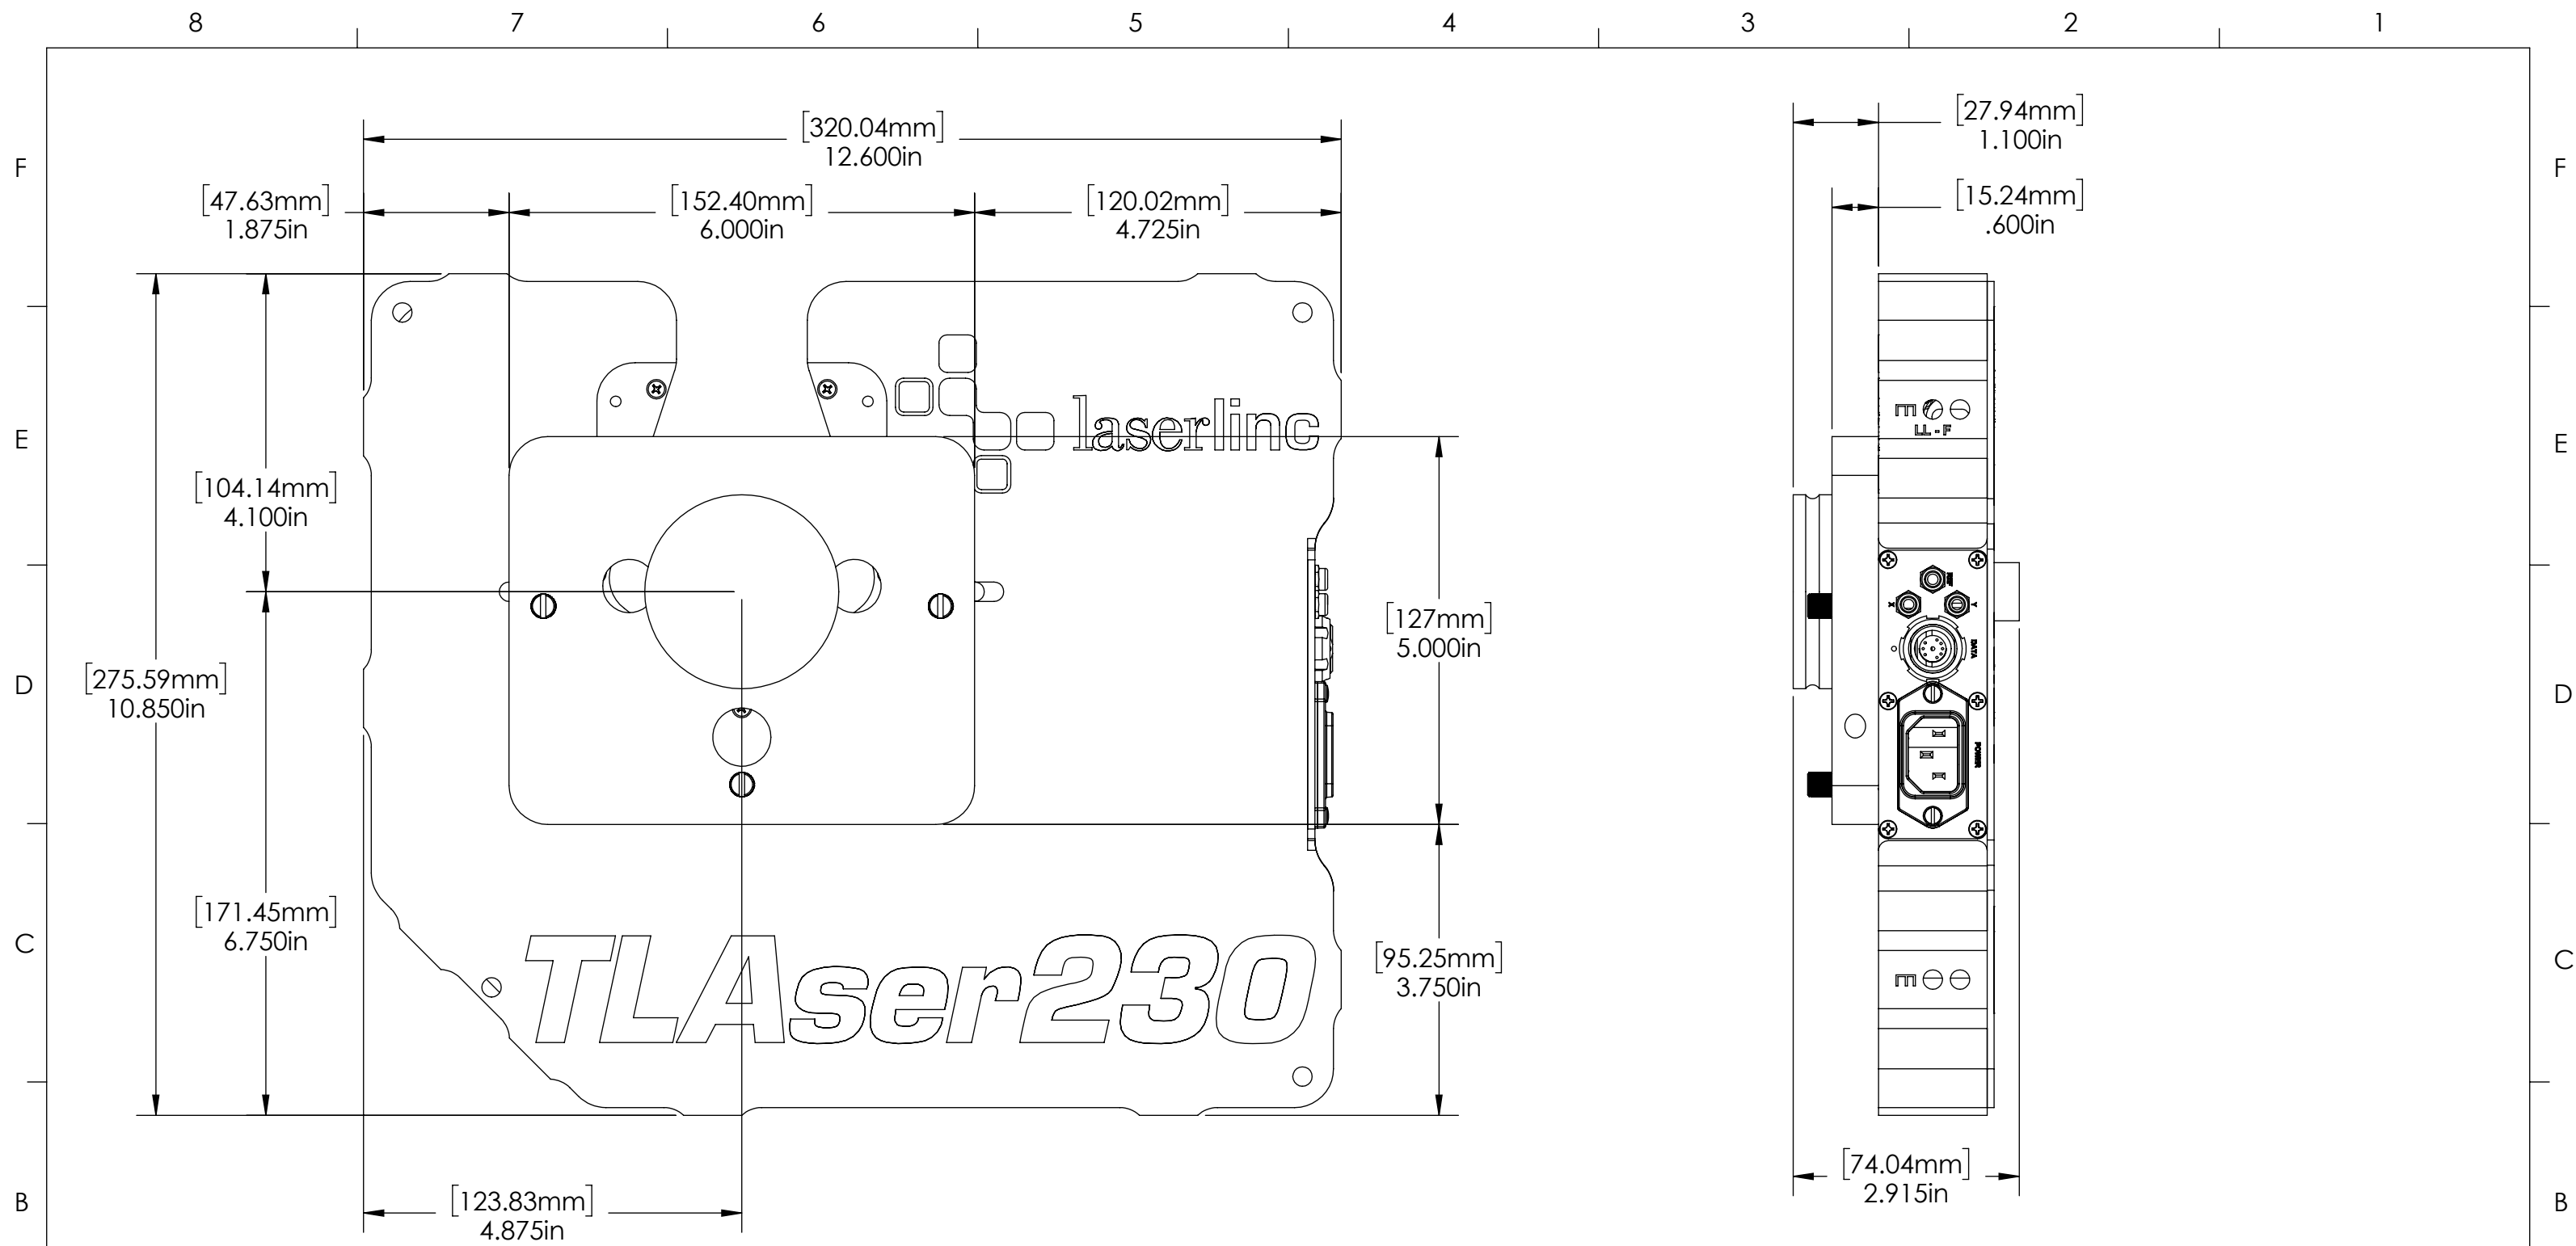 8 7 6 5 4 3 2 1
[320.04mm]
12.600in
[27.94mm]
1.100in
F F
[47.63mm]
1.875in
[152.40mm]
6.000in
[120.02mm]
4.725in
[15.24mm]
.600in
laserlinc
E E
LL - F
[104.14mm]
4.100in
REF
X Y
DATA
[127mm]
5.000in
[275.59mm]
10.850in
D D
POWER
[171.45mm]
6.750in
TLAser230
[95.25mm]
3.750in
C C
[74.04mm]
2.915in
[123.83mm]
4.875in
B B